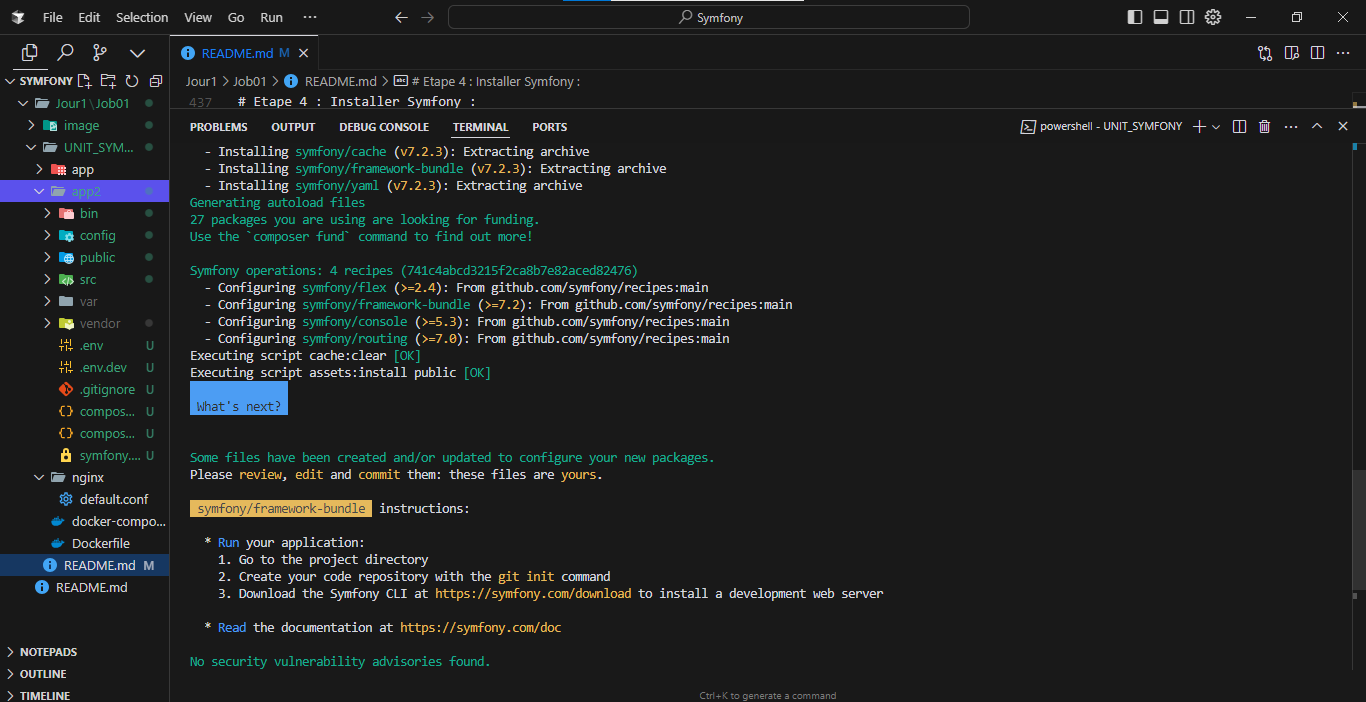 File Edit Selection View Go Run ··· Symfony
README.md M
SYMFONY
Jour1 > Job01 > README.md > # Etape 4 : Installer Symfony :
Jour1\Job01
437 # Etape 4 : Installer Symfony :
image
UNIT_SYM...
app
app2
bin
config
public
src
var
vendor
.env U
.env.dev U
.gitignore U
compos... U
compos... U
symfony.... U
nginx
default.conf
docker-compo...
Dockerfile
README.md M
README.md
NOTEPADS
OUTLINE
TIMELINE
PROBLEMS OUTPUT DEBUG CONSOLE TERMINAL PORTS powershell - UNIT_SYMFONY
- Installing symfony/cache (v7.2.3): Extracting archive
- Installing symfony/framework-bundle (v7.2.3): Extracting archive
- Installing symfony/yaml (v7.2.3): Extracting archive
Generating autoload files
27 packages you are using are looking for funding.
Use the `composer fund` command to find out more!
Symfony operations: 4 recipes (741c4abcd3215f2ca8b7e82aced82476)
- Configuring symfony/flex (>=2.4): From github.com/symfony/recipes:main
- Configuring symfony/framework-bundle (>=7.2): From github.com/symfony/recipes:main
- Configuring symfony/console (>=5.3): From github.com/symfony/recipes:main
- Configuring symfony/routing (>=7.0): From github.com/symfony/recipes:main
Executing script cache:clear [OK]
Executing script assets:install public [OK]
What's next?
Some files have been created and/or updated to configure your new packages.
Please review, edit and commit them: these files are yours.
symfony/framework-bundle instructions:
* Run your application:
1. Go to the project directory
2. Create your code repository with the git init command
3. Download the Symfony CLI at https://symfony.com/download to install a development web server
* Read the documentation at https://symfony.com/doc
No security vulnerability advisories found.
Ctrl+K to generate a command